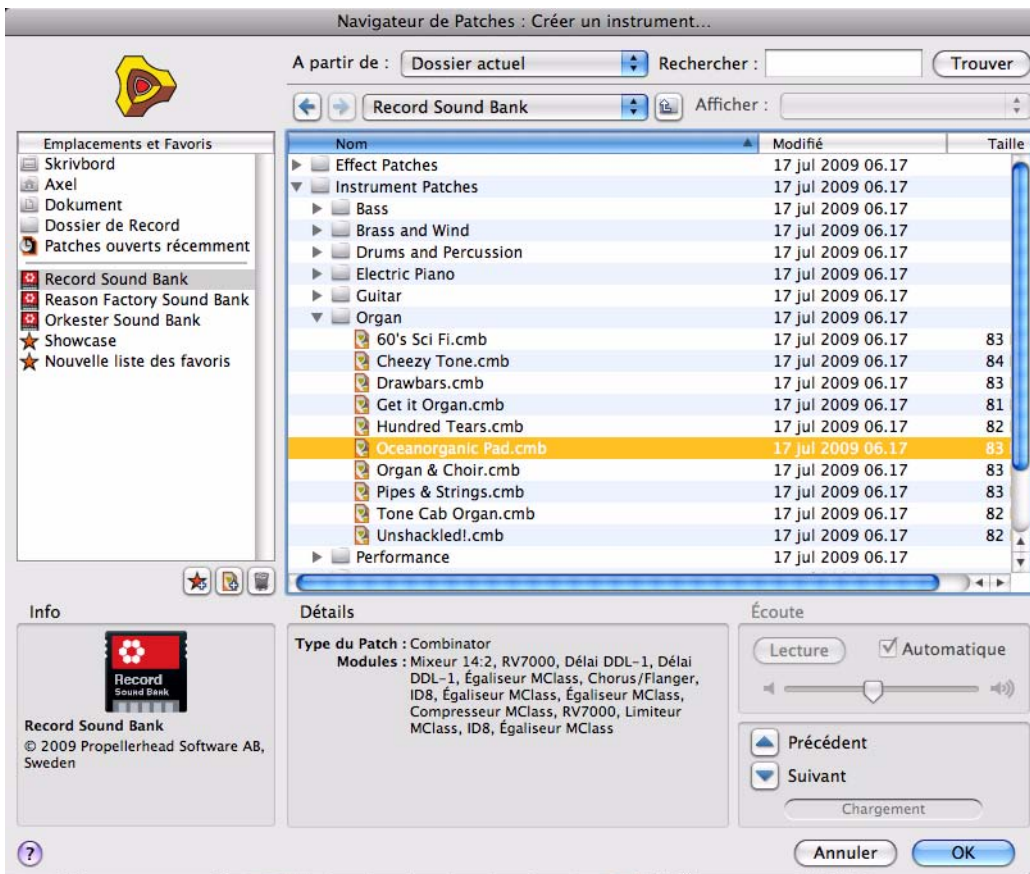 Navigateur de Patches : Créer un instrument...
A partir de : Dossier actuel Rechercher : Trouver
Record Sound Bank Afficher :
Emplacements et Favoris
Skrivbord
Axel
Dokument
Dossier de Record
Patches ouverts récemment
Record Sound Bank
Reason Factory Sound Bank
Orkester Sound Bank
Showcase
Nouvelle liste des favoris
Nom Modifié Taille
Effect Patches 17 jul 2009 06.17
Instrument Patches 17 jul 2009 06.17
Bass 17 jul 2009 06.17
Brass and Wind 17 jul 2009 06.17
Drums and Percussion 17 jul 2009 06.17
Electric Piano 17 jul 2009 06.17
Guitar 17 jul 2009 06.17
Organ 17 jul 2009 06.17
60's Sci Fi.cmb 17 jul 2009 06.17 83
Cheezy Tone.cmb 17 jul 2009 06.17 84
Drawbars.cmb 17 jul 2009 06.17 83
Get it Organ.cmb 17 jul 2009 06.17 81
Hundred Tears.cmb 17 jul 2009 06.17 82
Oceanorganic Pad.cmb 17 jul 2009 06.17 83
Organ & Choir.cmb 17 jul 2009 06.17 83
Pipes & Strings.cmb 17 jul 2009 06.17 83
Tone Cab Organ.cmb 17 jul 2009 06.17 82
Unshackled!.cmb 17 jul 2009 06.17 82
Performance 17 jul 2009 06.17
Info
Record
Sound Bank
Record Sound Bank
© 2009 Propellerhead Software AB,
Sweden
Détails
Type du Patch : Combinator
Modules : Mixeur 14:2, RV7000, Délai DDL-1, Délai
DDL-1, Égaliseur MClass, Chorus/Flanger,
ID8, Égaliseur MClass, Égaliseur MClass,
Compresseur MClass, RV7000, Limiteur
MClass, ID8, Égaliseur MClass
Écoute
Lecture Automatique
Précédent
Suivant
Chargement
? Annuler OK